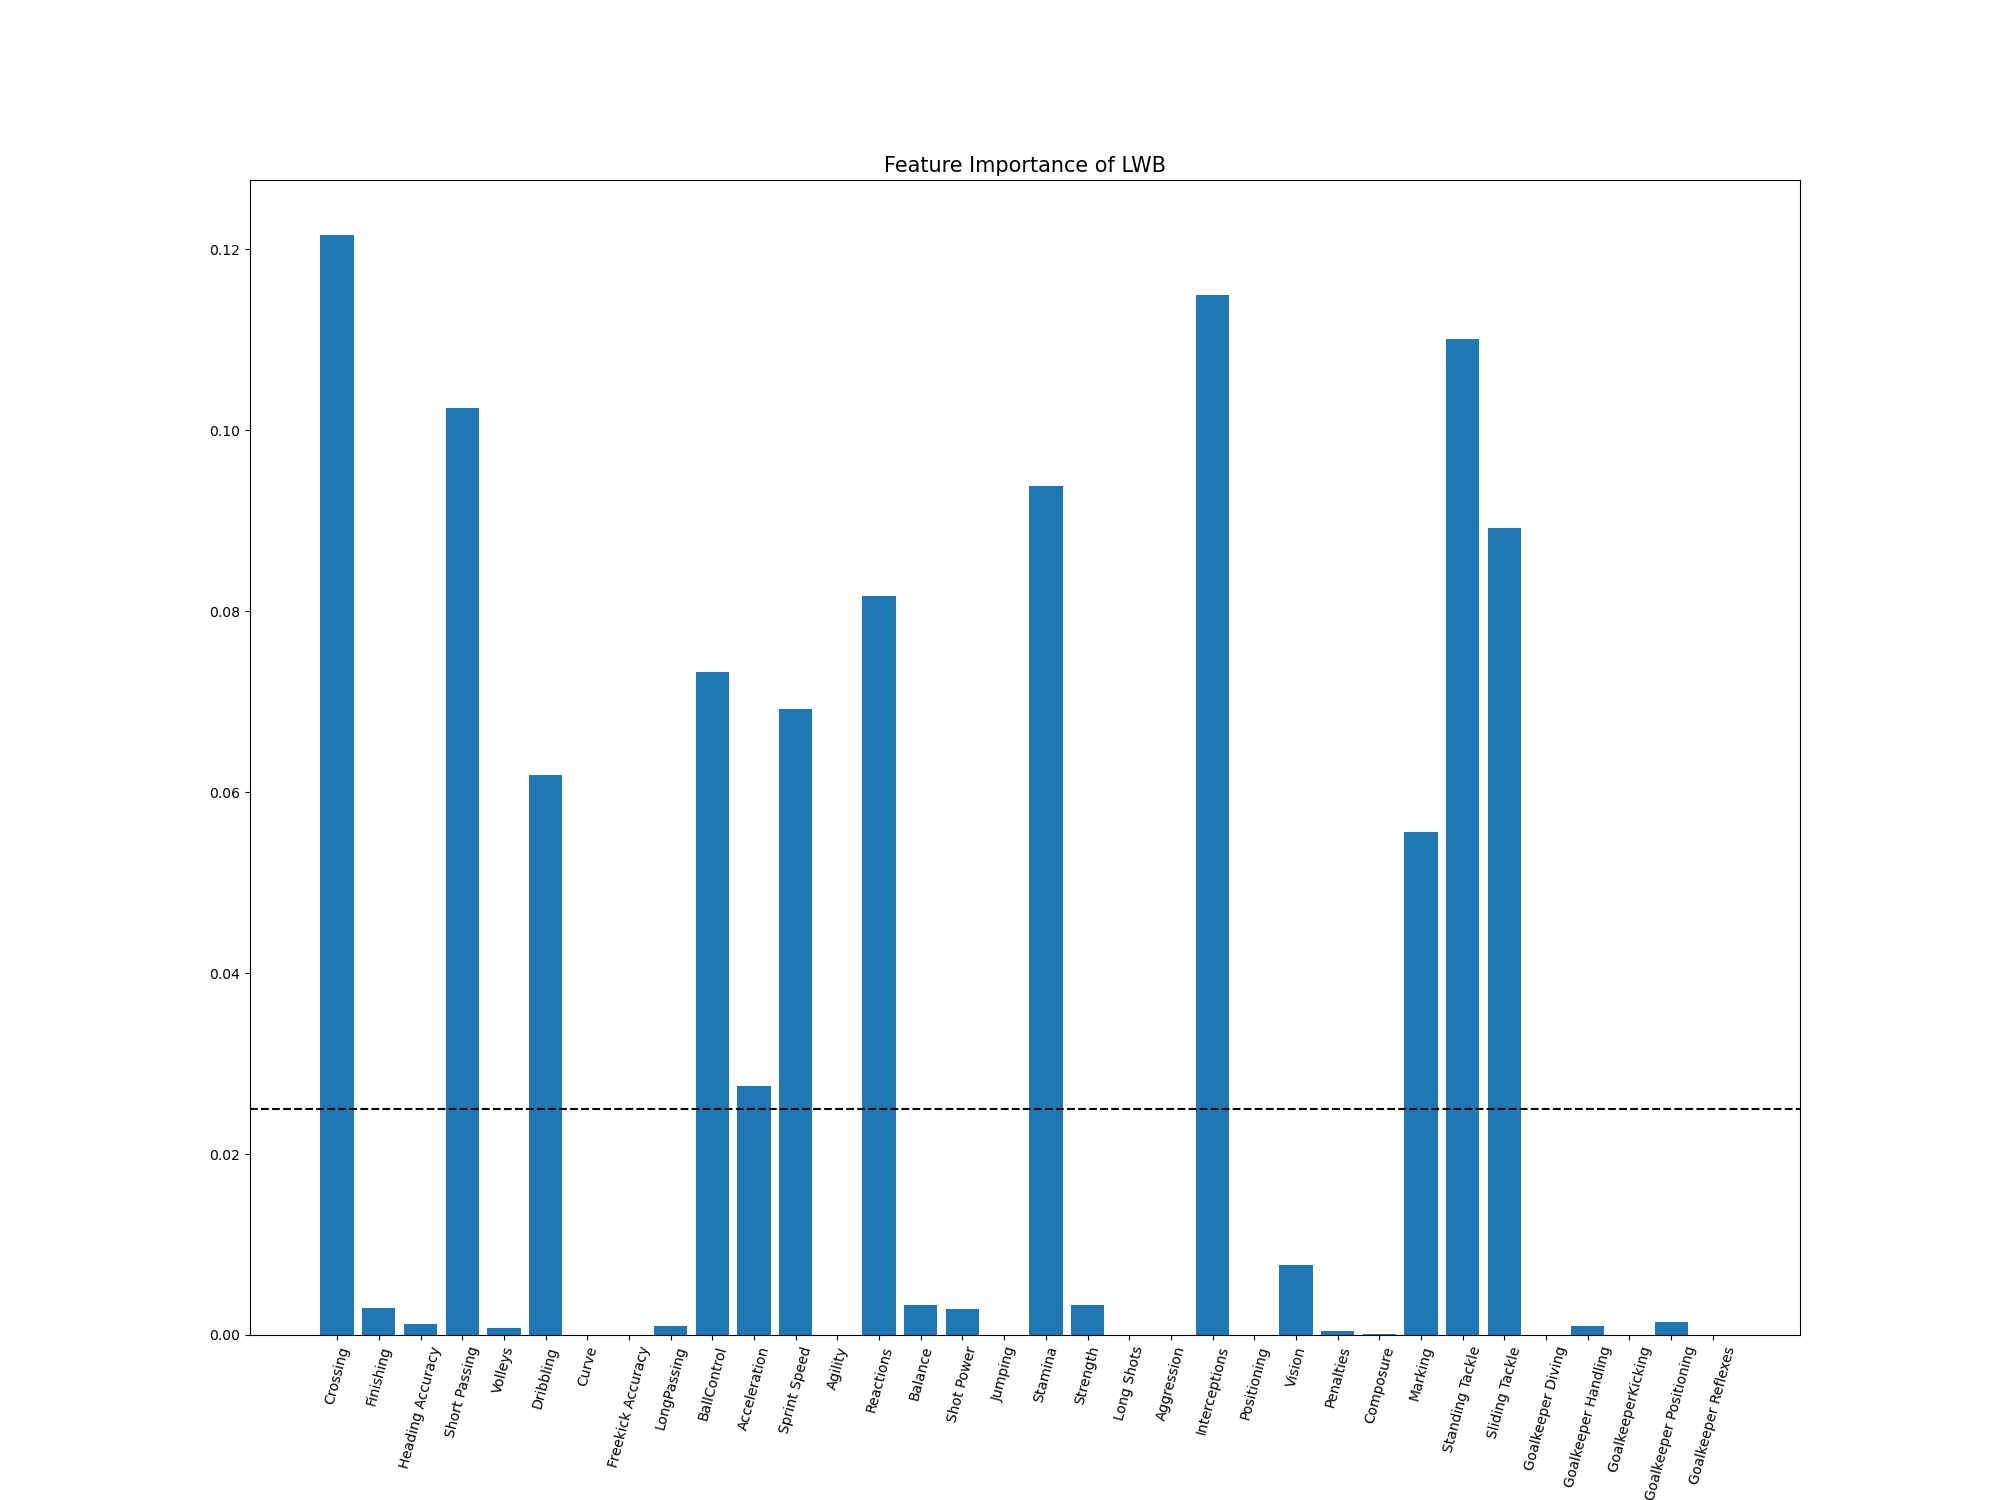 Feature Importance of LWB
0.12
0.10
0.08
0.06
0.04
0.02
0.00
Crossing
Finishing
Heading Accuracy
Short Passing
Volleys
Dribbling
Curve
Freekick Accuracy
LongPassing
BallControl
Acceleration
Sprint Speed
Agility
Reactions
Balance
Shot Power
Jumping
Stamina
Strength
Long Shots
Aggression
Interceptions
Positioning
Vision
Penalties
Composure
Marking
Standing Tackle
Sliding Tackle
Goalkeeper Diving
Goalkeeper Handling
GoalkeeperKicking
Goalkeeper Positioning
Goalkeeper Reflexes